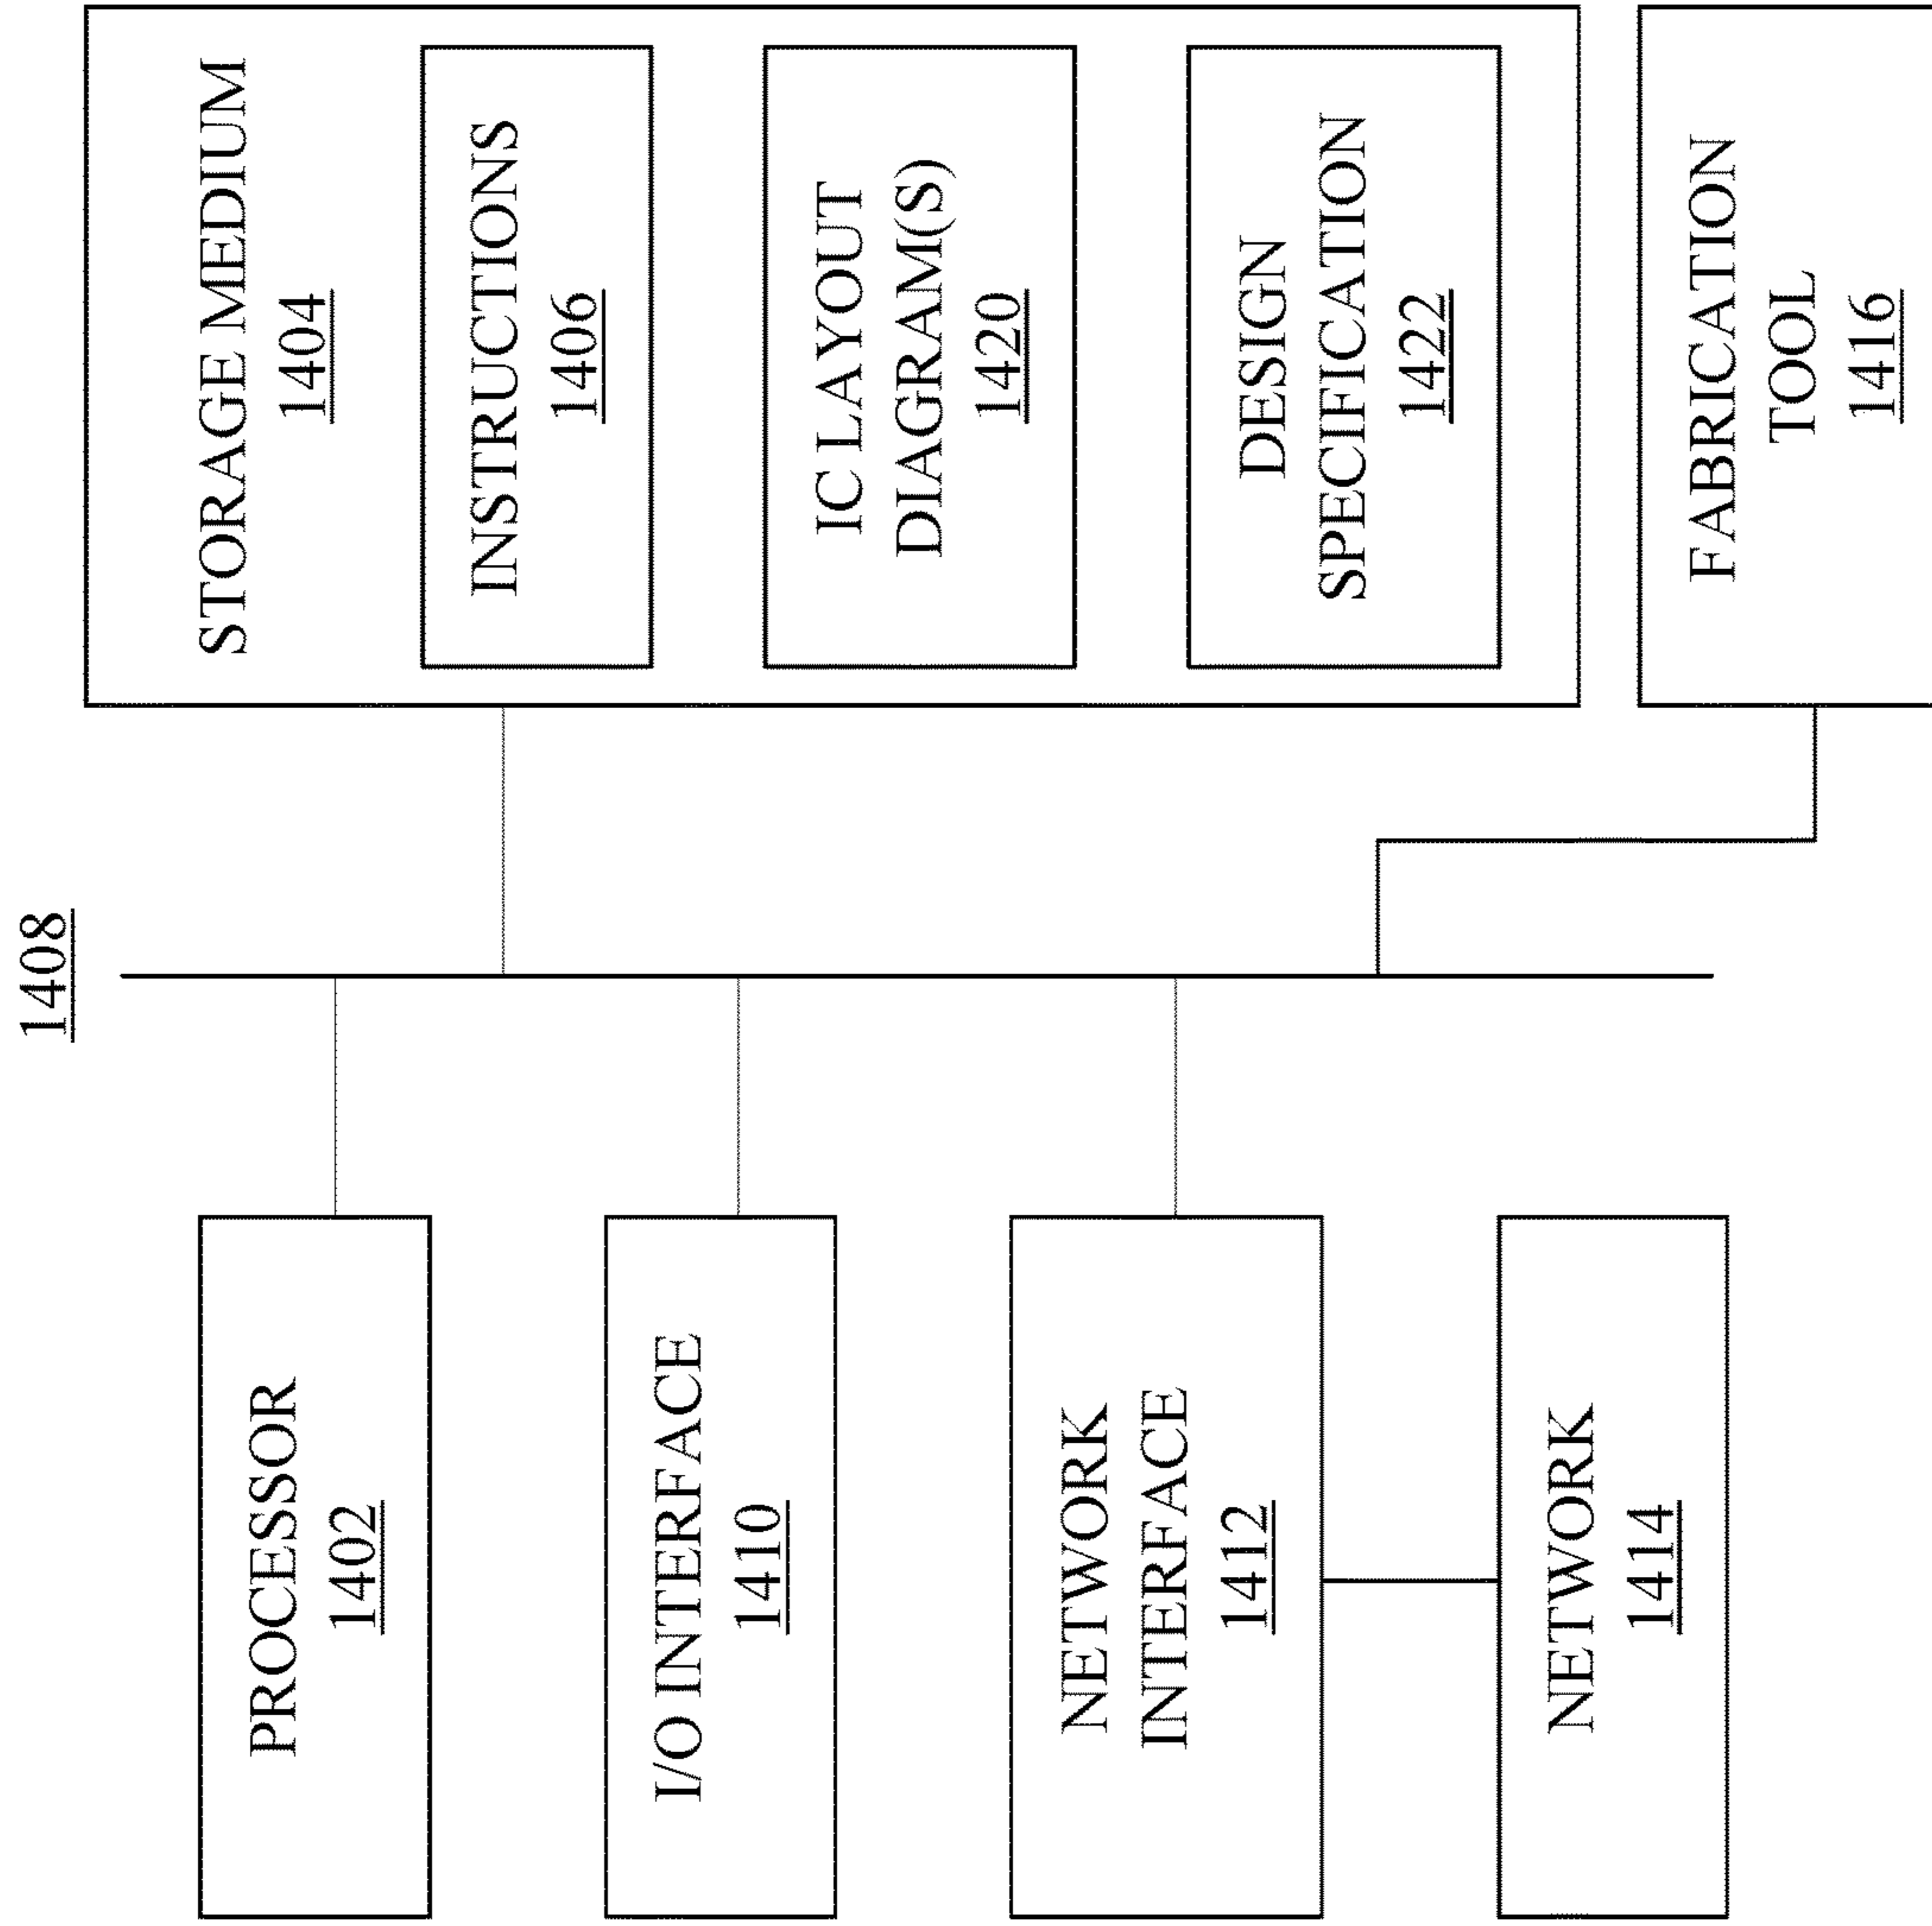 1408
PROCESSOR
1402
I/O INTERFACE
1410
NETWORK
INTERFACE
1412
NETWORK
1414
STORAGE MEDIUM
1404
INSTRUCTIONS
1406
IC LAYOUT
DIAGRAM(S)
1420
DESIGN
SPECIFICATION
1422
FABRICATION
TOOL
1416